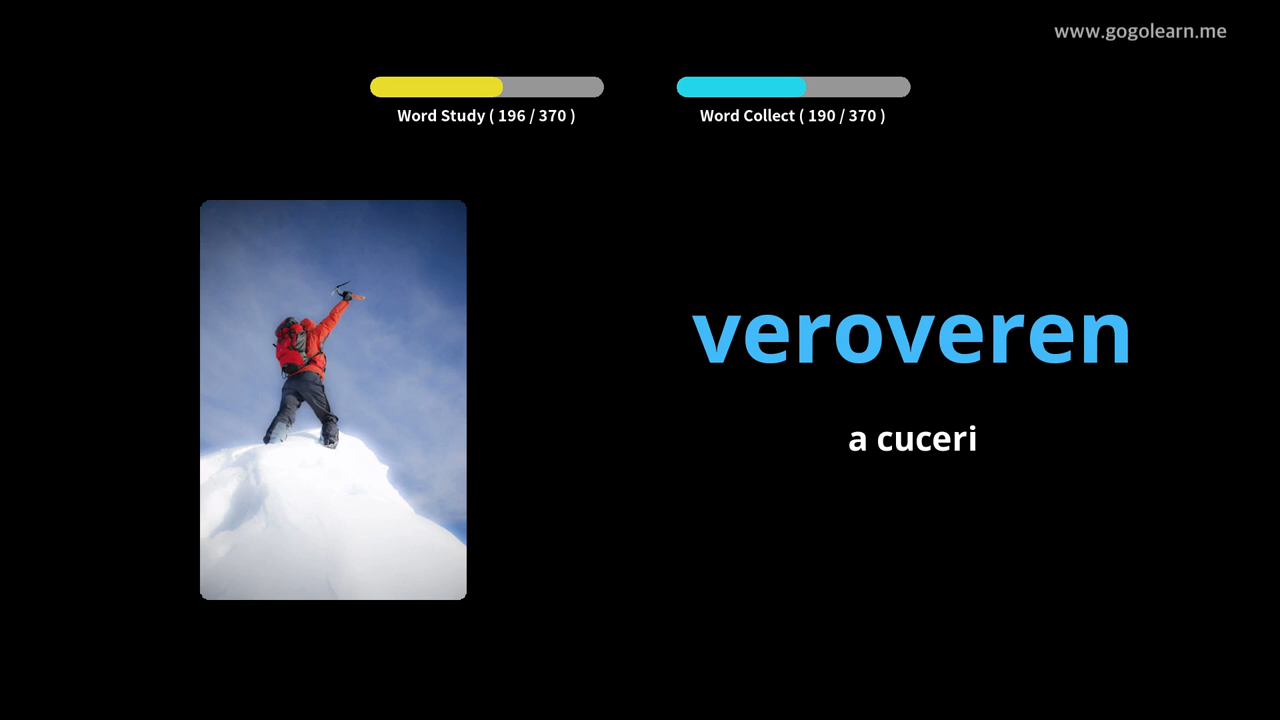 www.gogolearn.me
Word Study ( 196 / 370 )
Word Collect ( 190 / 370 )
veroveren
a cuceri